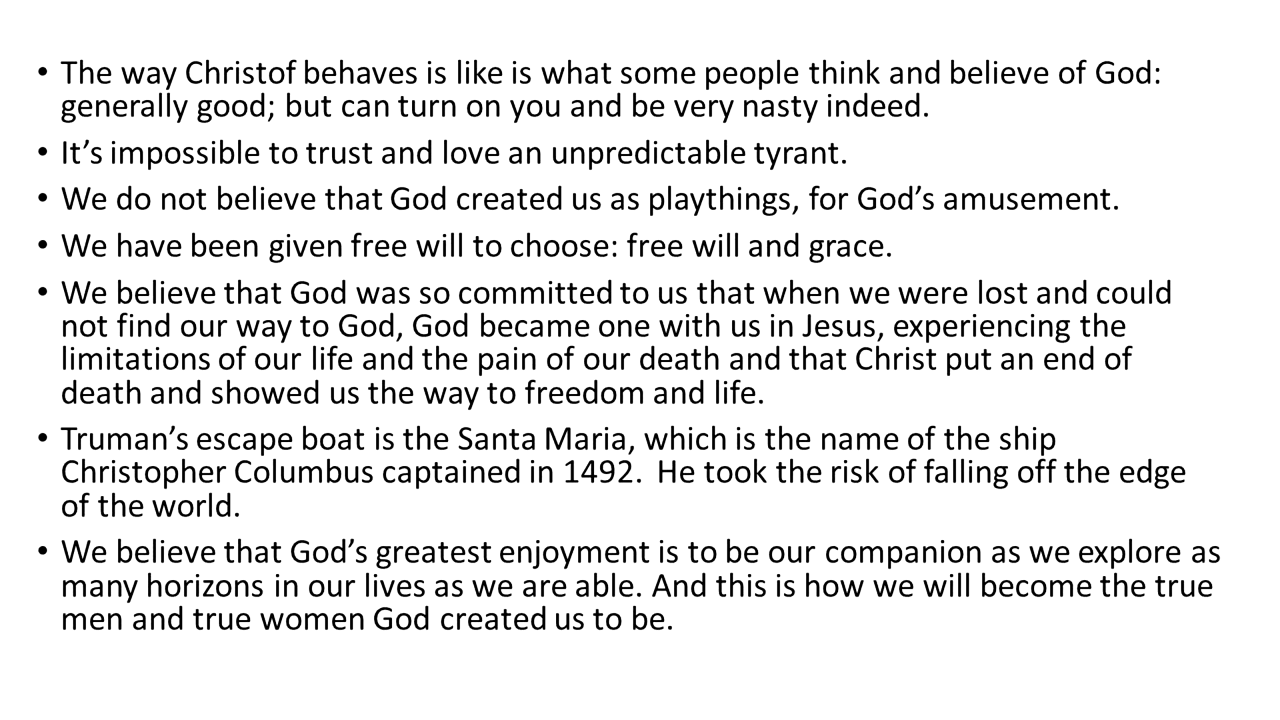 • The way Christof behaves is like is what some people think and believe of God:
generally good; but can turn on you and be very nasty indeed.
• It’s impossible to trust and love an unpredictable tyrant.
• We do not believe that God created us as playthings, for God’s amusement.
• We have been given free will to choose: free will and grace.
• We believe that God was so committed to us that when we were lost and could
not find our way to God, God became one with us in Jesus, experiencing the
limitations of our life and the pain of our death and that Christ put an end of
death and showed us the way to freedom and life.
• Truman’s escape boat is the Santa Maria, which is the name of the ship
Christopher Columbus captained in 1492.  He took the risk of falling off the edge
of the world.
• We believe that God’s greatest enjoyment is to be our companion as we explore as
many horizons in our lives as we are able. And this is how we will become the true
men and true women God created us to be.